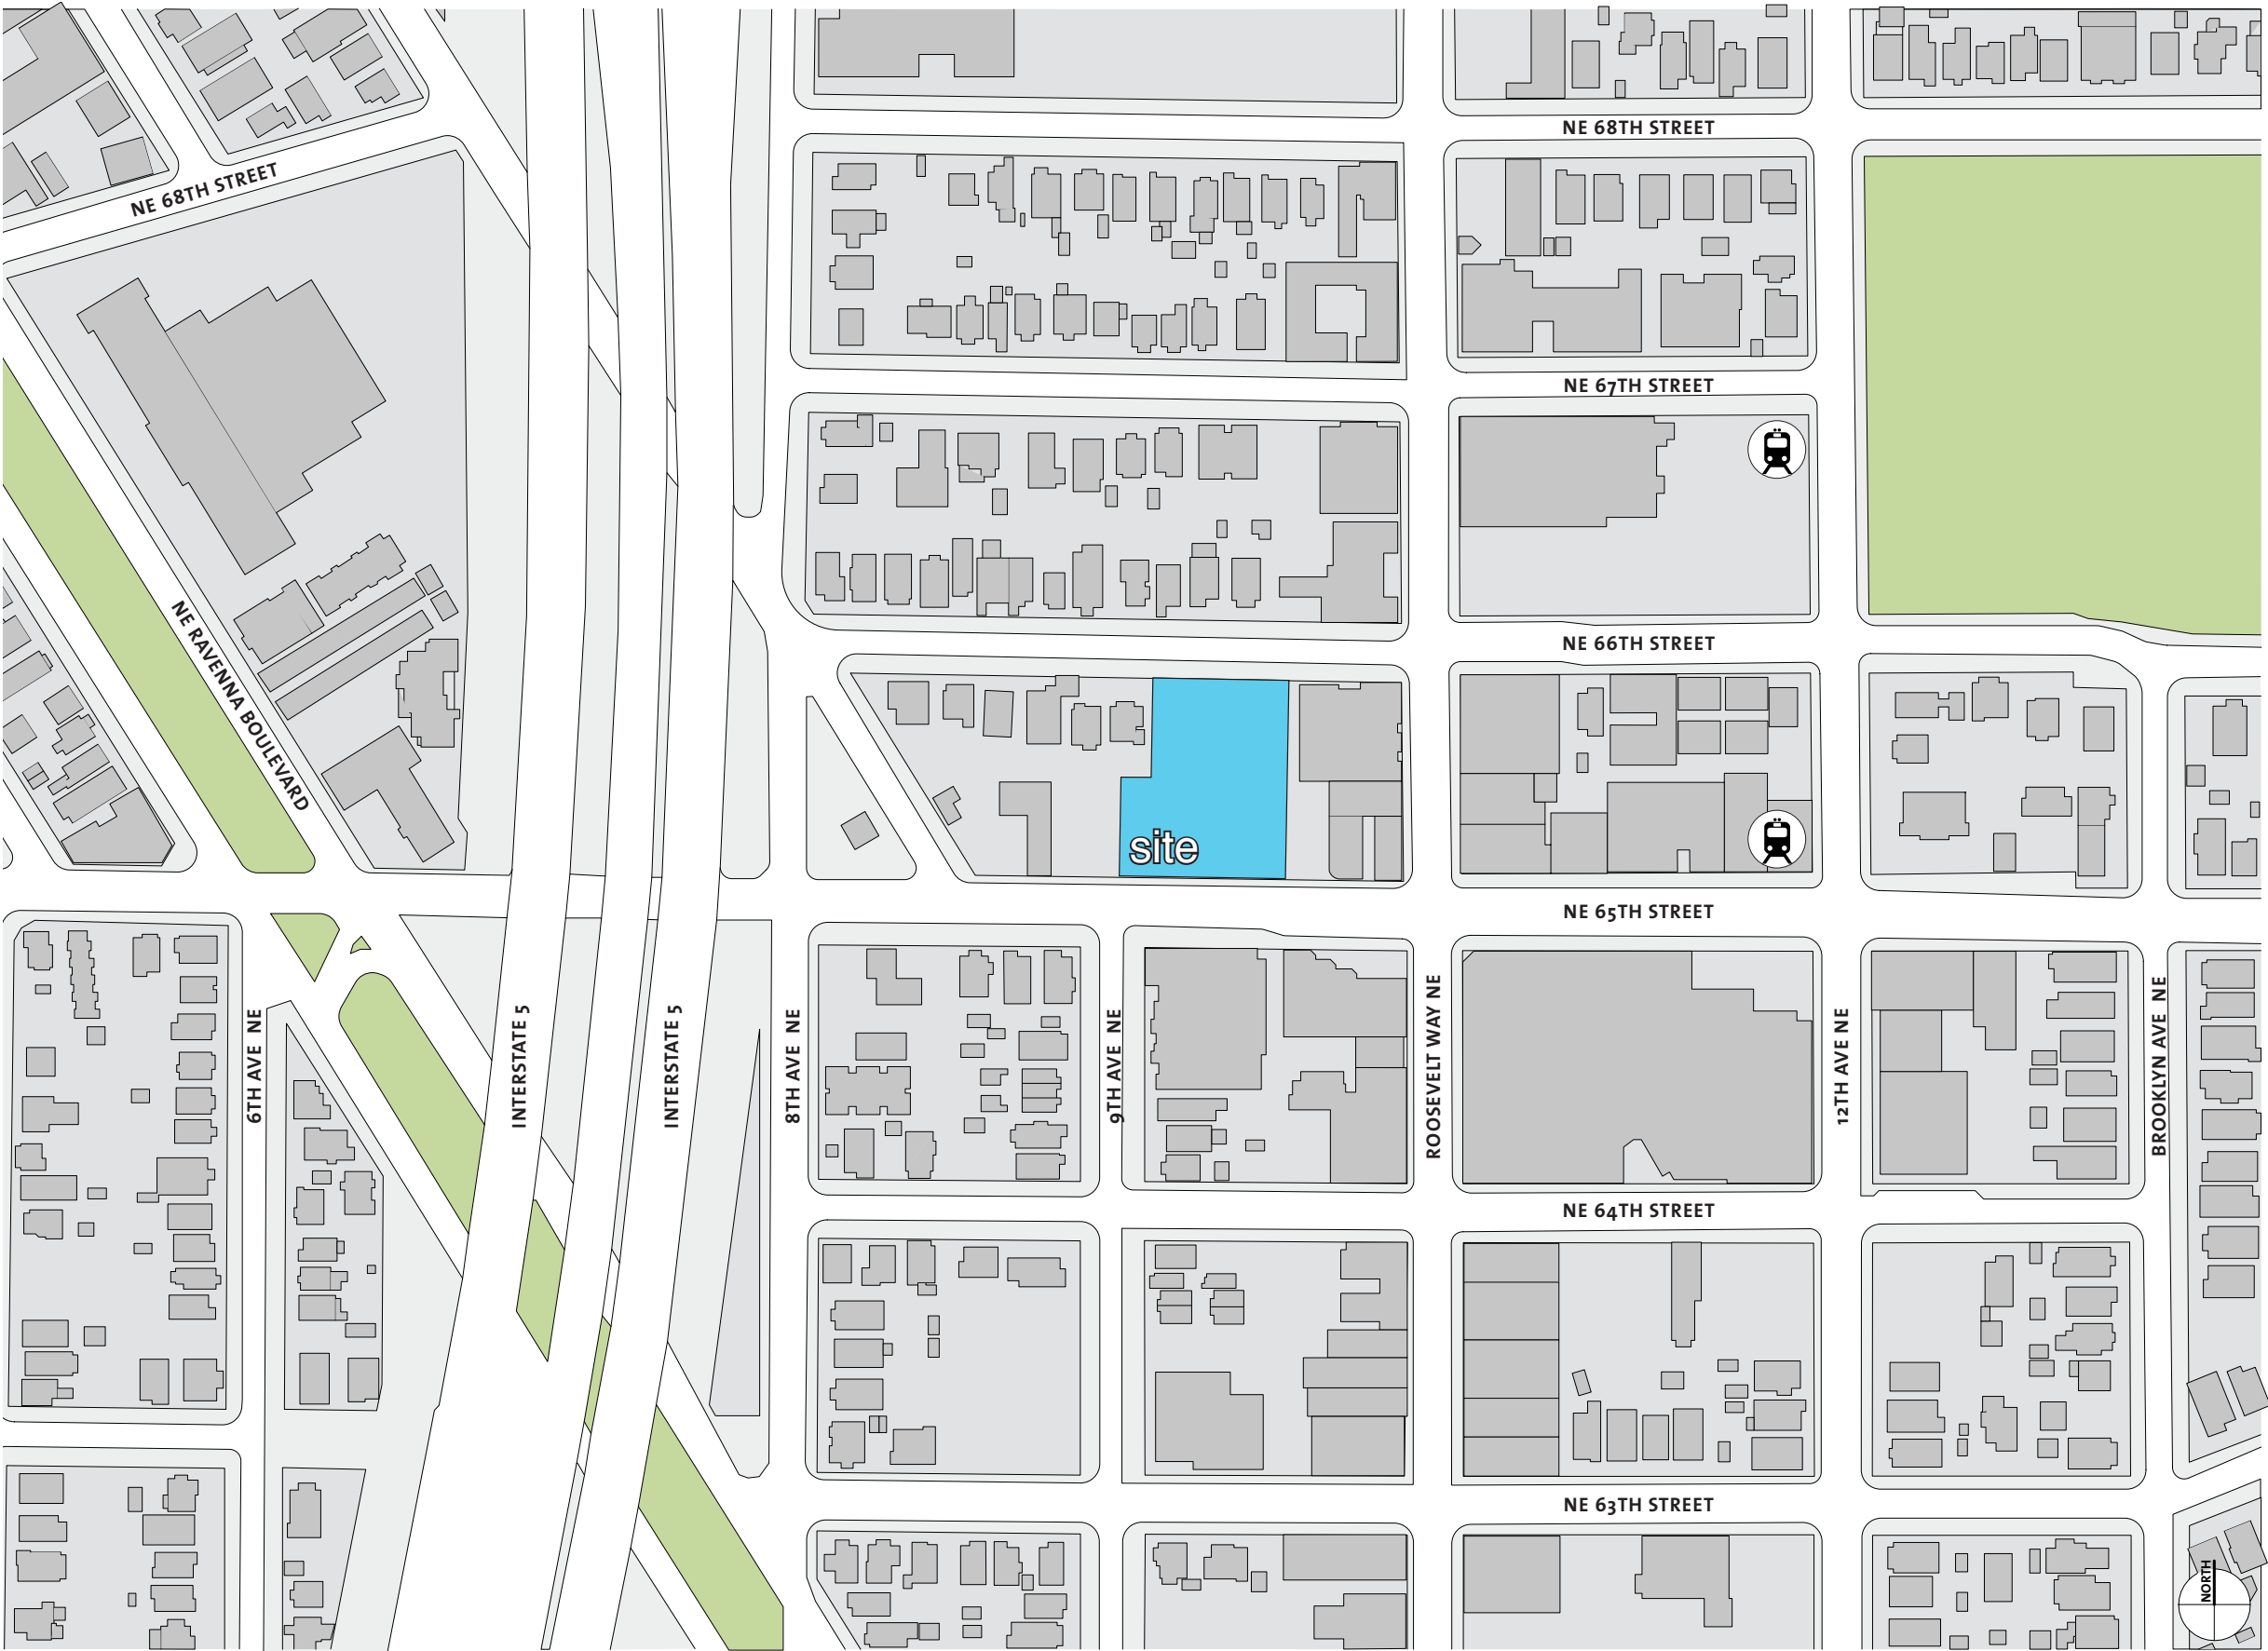 NE 68TH STREET
NE 68TH STREET
NE 67TH STREET
NE RAVENNA BOULEVARD
NE 66TH STREET
site
NE 65TH STREET
6TH AVE NE
INTERSTATE 5
INTERSTATE 5
8TH AVE NE
9TH AVE NE
ROOSEVELT WAY NE
12TH AVE NE
BROOKLYN AVE NE
NE 64TH STREET
NE 63TH STREET
NORTH